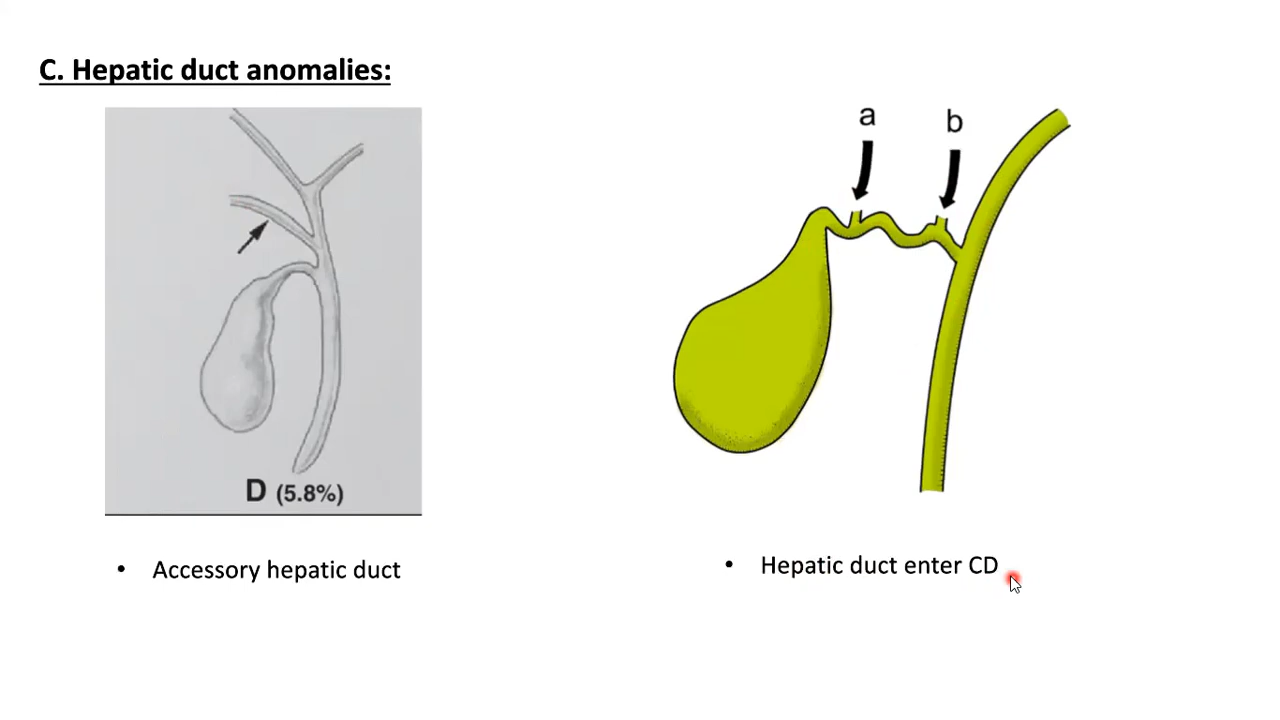 C. Hepatic duct anomalies:
a
b
D (5.8%)
• Accessory hepatic duct
• Hepatic duct enter CD